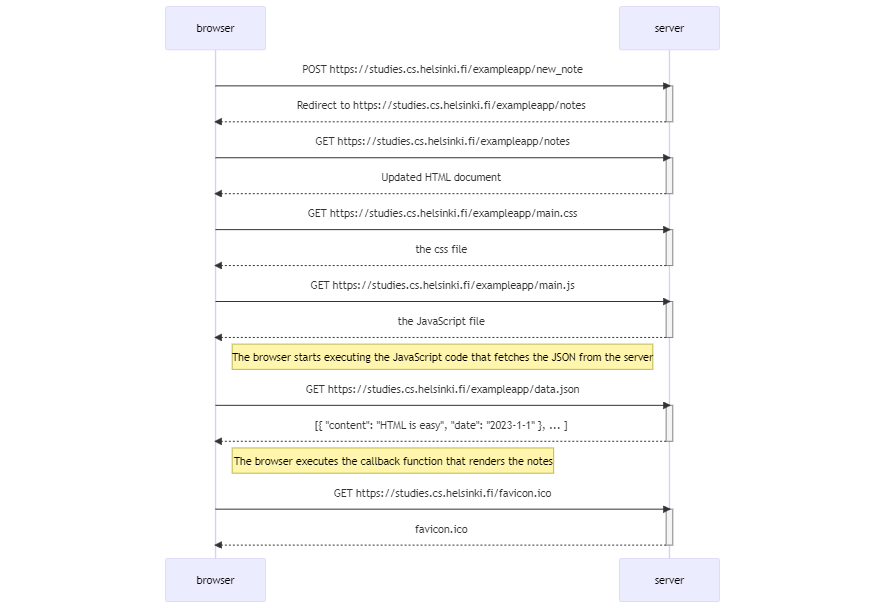 browser
server
POST https://studies.cs.helsinki.fi/exampleapp/new_note
Redirect to https://studies.cs.helsinki.fi/exampleapp/notes
GET https://studies.cs.helsinki.fi/exampleapp/notes
Updated HTML document
GET https://studies.cs.helsinki.fi/exampleapp/main.css
the css file
GET https://studies.cs.helsinki.fi/exampleapp/main.js
the JavaScript file
The browser starts executing the JavaScript code that fetches the JSON from the server
GET https://studies.cs.helsinki.fi/exampleapp/data.json
[{ "content": "HTML is easy", "date": "2023-1-1" }, ... ]
The browser executes the callback function that renders the notes
GET https://studies.cs.helsinki.fi/favicon.ico
favicon.ico
browser
server